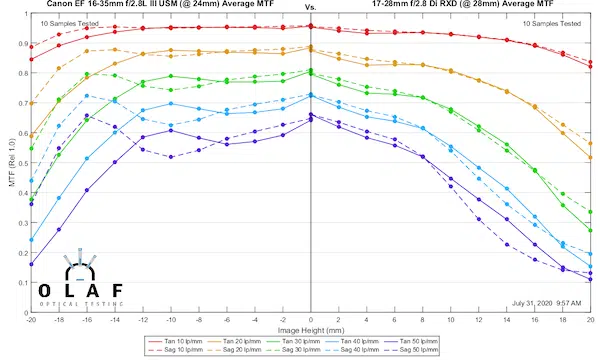 Canon EF 16-35mm f/2.8L III USM (@ 24mm) Average MTF Vs. 17-28mm f/2.8 Di RXD (@ 28mm) Average MTF
10 Samples Tested 10 Samples Tested
1
0.9
0.8
0.7
0.6
0.5
0.4
0.3
0.2
0.1
0
MTF (Rel 1.0)
OLAF
OPTICAL TESTING
July 31, 2020 9:57 AM
-20 -18 -16 -14 -12 -10 -8 -6 -4 -2 0 2 4 6 8 10 12 14 16 18 20
Image Height (mm)
Tan 10 lp/mm Tan 20 lp/mm Tan 30 lp/mm Tan 40 lp/mm Tan 50 lp/mm
Sag 10 lp/mm Sag 20 lp/mm Sag 30 lp/mm Sag 40 lp/mm Sag 50 lp/mm